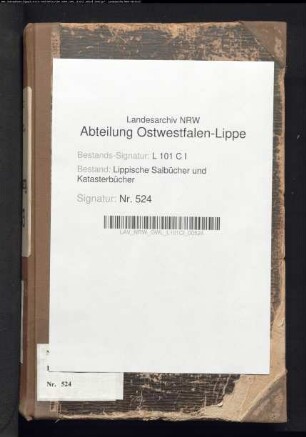 Landesarchiv NRW
Abteilung Ostwestfalen-Lippe
Bestands-Signatur: L 101 C I
Bestand: Lippische Salbücher und
Katasterbücher
Signatur: Nr. 524
Nr. 524